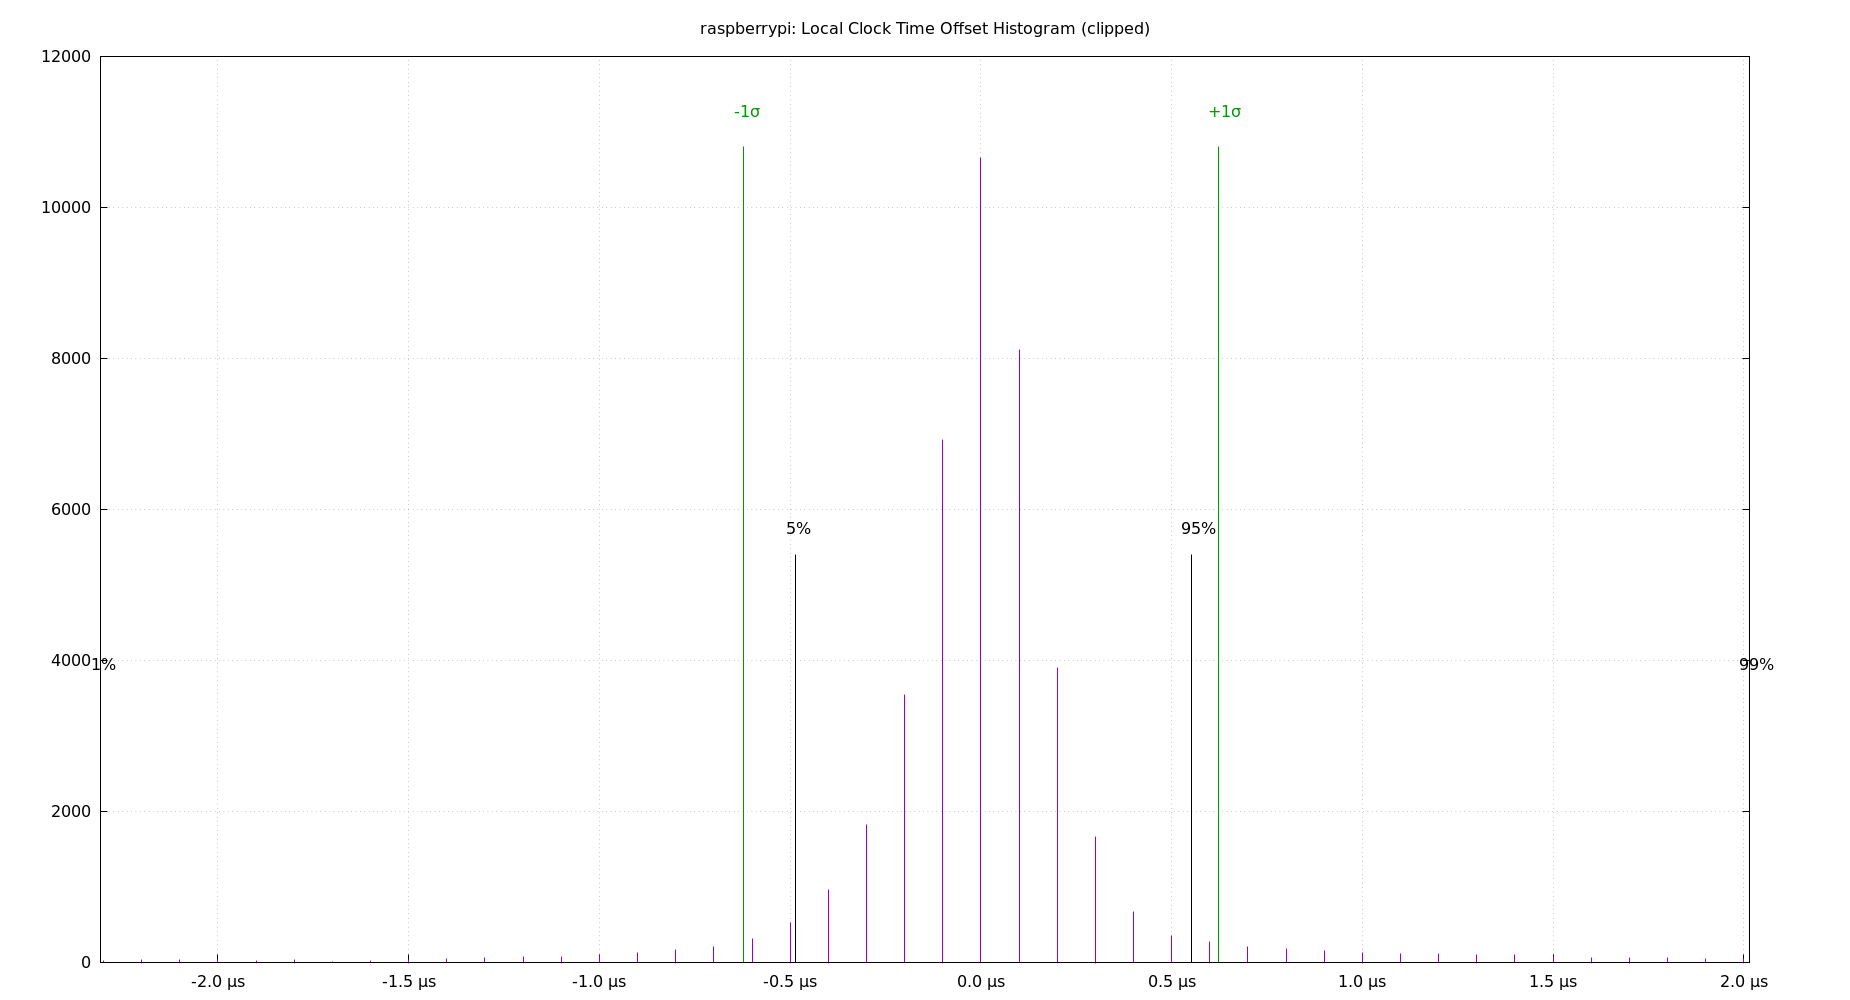 raspberrypi: Local Clock Time Offset Histogram (clipped)
12000
-1σ
+1σ
10000
8000
6000
5%
95%
4000
1%
99%
2000
0
-2.0 µs
-1.5 µs
-1.0 µs
-0.5 µs
0.0 µs
0.5 µs
1.0 µs
1.5 µs
2.0 µs